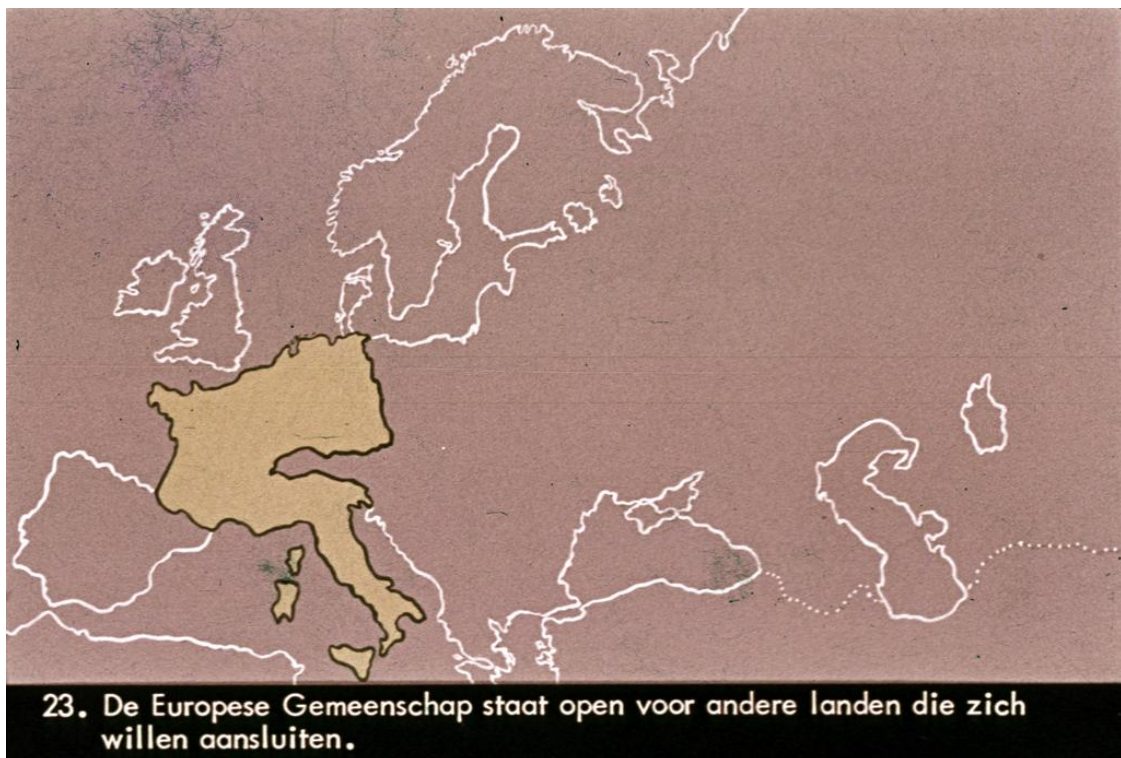 23. De Europese Gemeenschap staat open voor andere landen die zich
willen aansluiten.